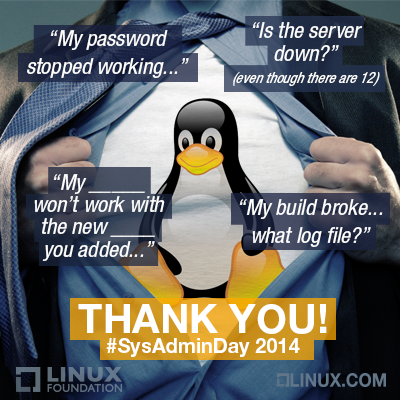 “My password
stopped working...”
“Is the server
down?”
(even though there are 12)
“My _____
won’t work with
the new ____
you added...”
“My build broke...
what log file?”
THANK YOU!
#SysAdminDay 2014
LINUX
FOUNDATION
LINUX.COM